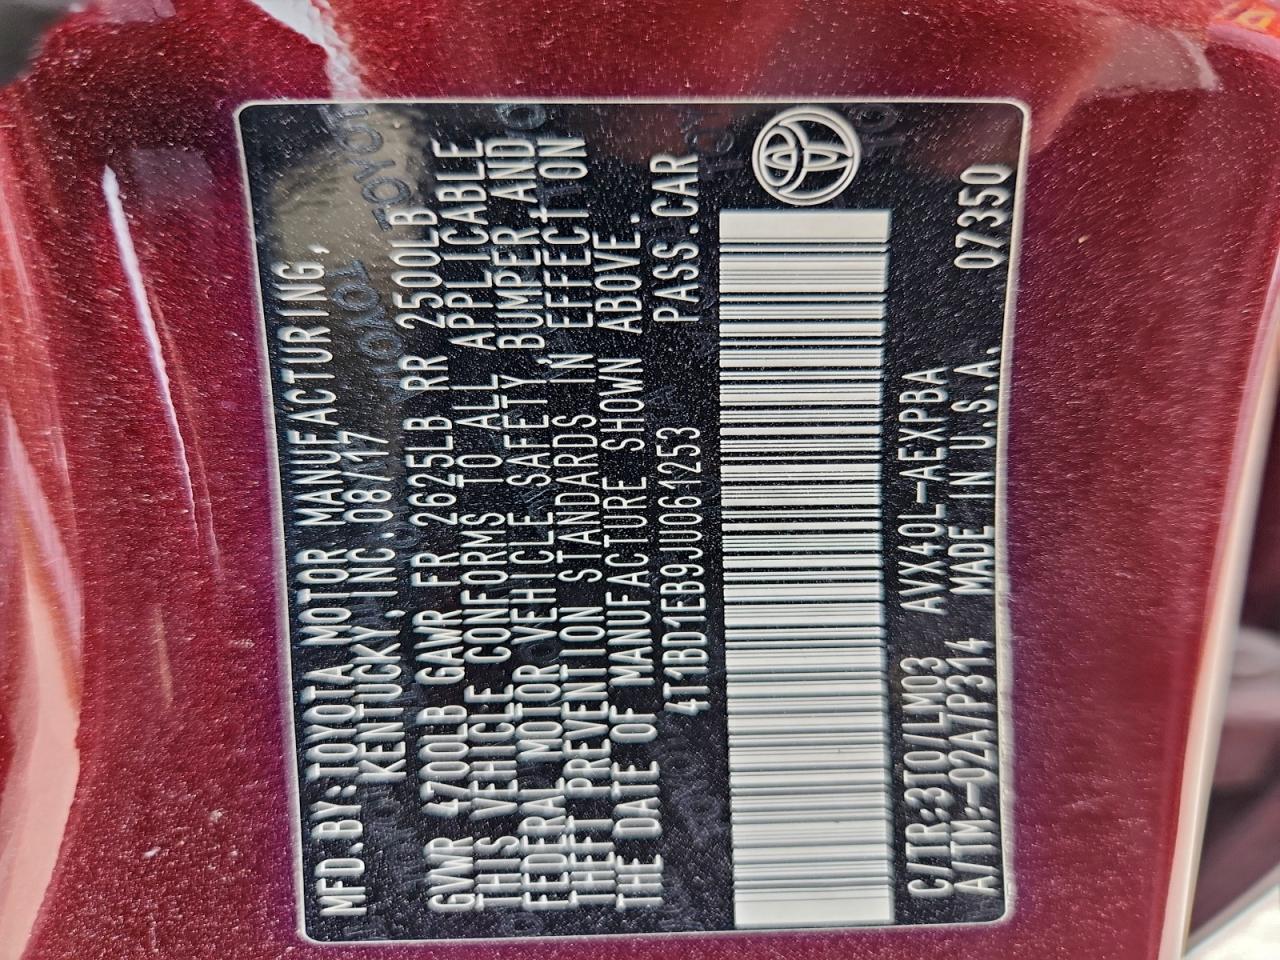 MFD.BY:TOYOTA MOTOR MANUFACTURING,
KENTUCKY, INC. 08/17
GVWR 4700LB GAWR FR 2625LB RR 2500LB
THIS VEHICLE CONFORMS TO ALL APPLICABLE
FEDERAL MOTOR VEHICLE SAFETY, BUMPER AND
THEFT PREVENTION STANDARDS IN EFFECT ON
THE DATE OF MANUFACTURE SHOWN ABOVE.
4T1BD1EB9JU061253 PASS.CAR
C/TR:3T0/LM03 AVX40L-AEXPBA
A/TM:-02A/P314 MADE IN U.S.A. 07350